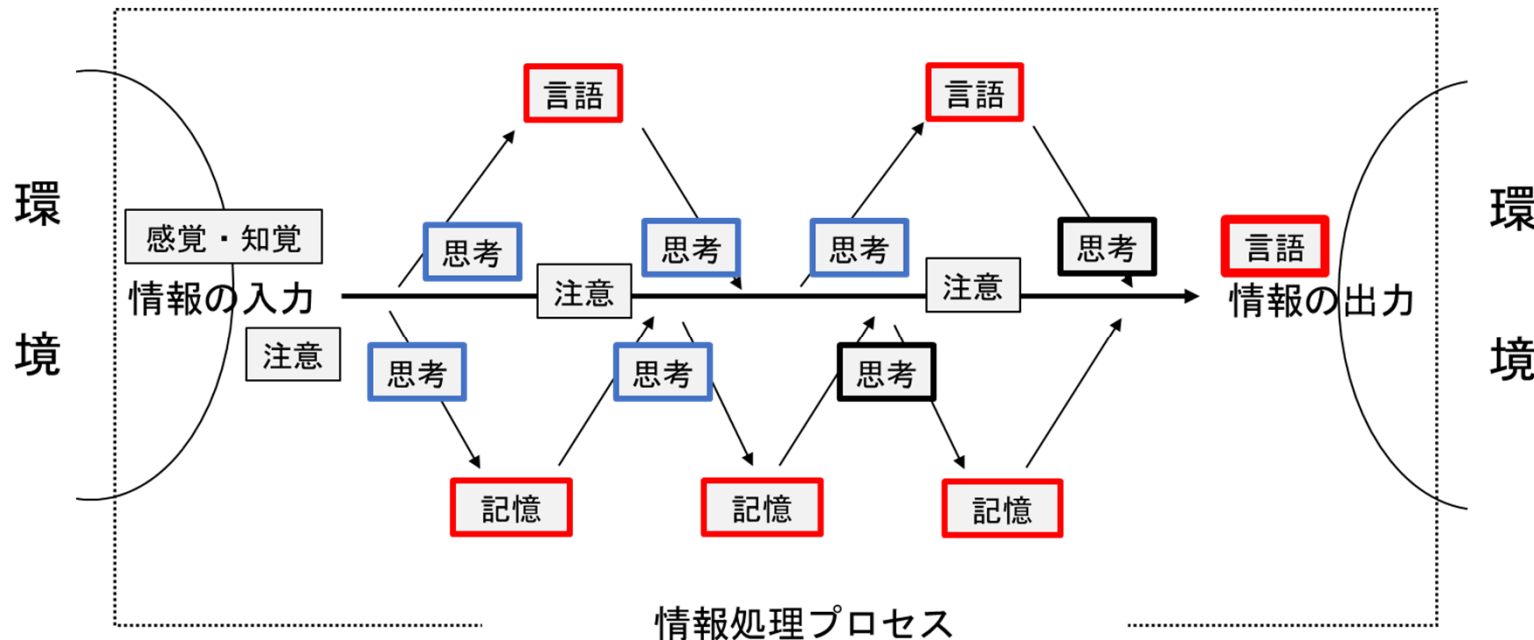 言語
言語
環
境
感覚・知覚
情報の入力
注意
思考
思考
注意
思考
思考
思考
思考
注意
思考
思考
言語
情報の出力
環
境
記憶
記憶
記憶
情報処理プロセス